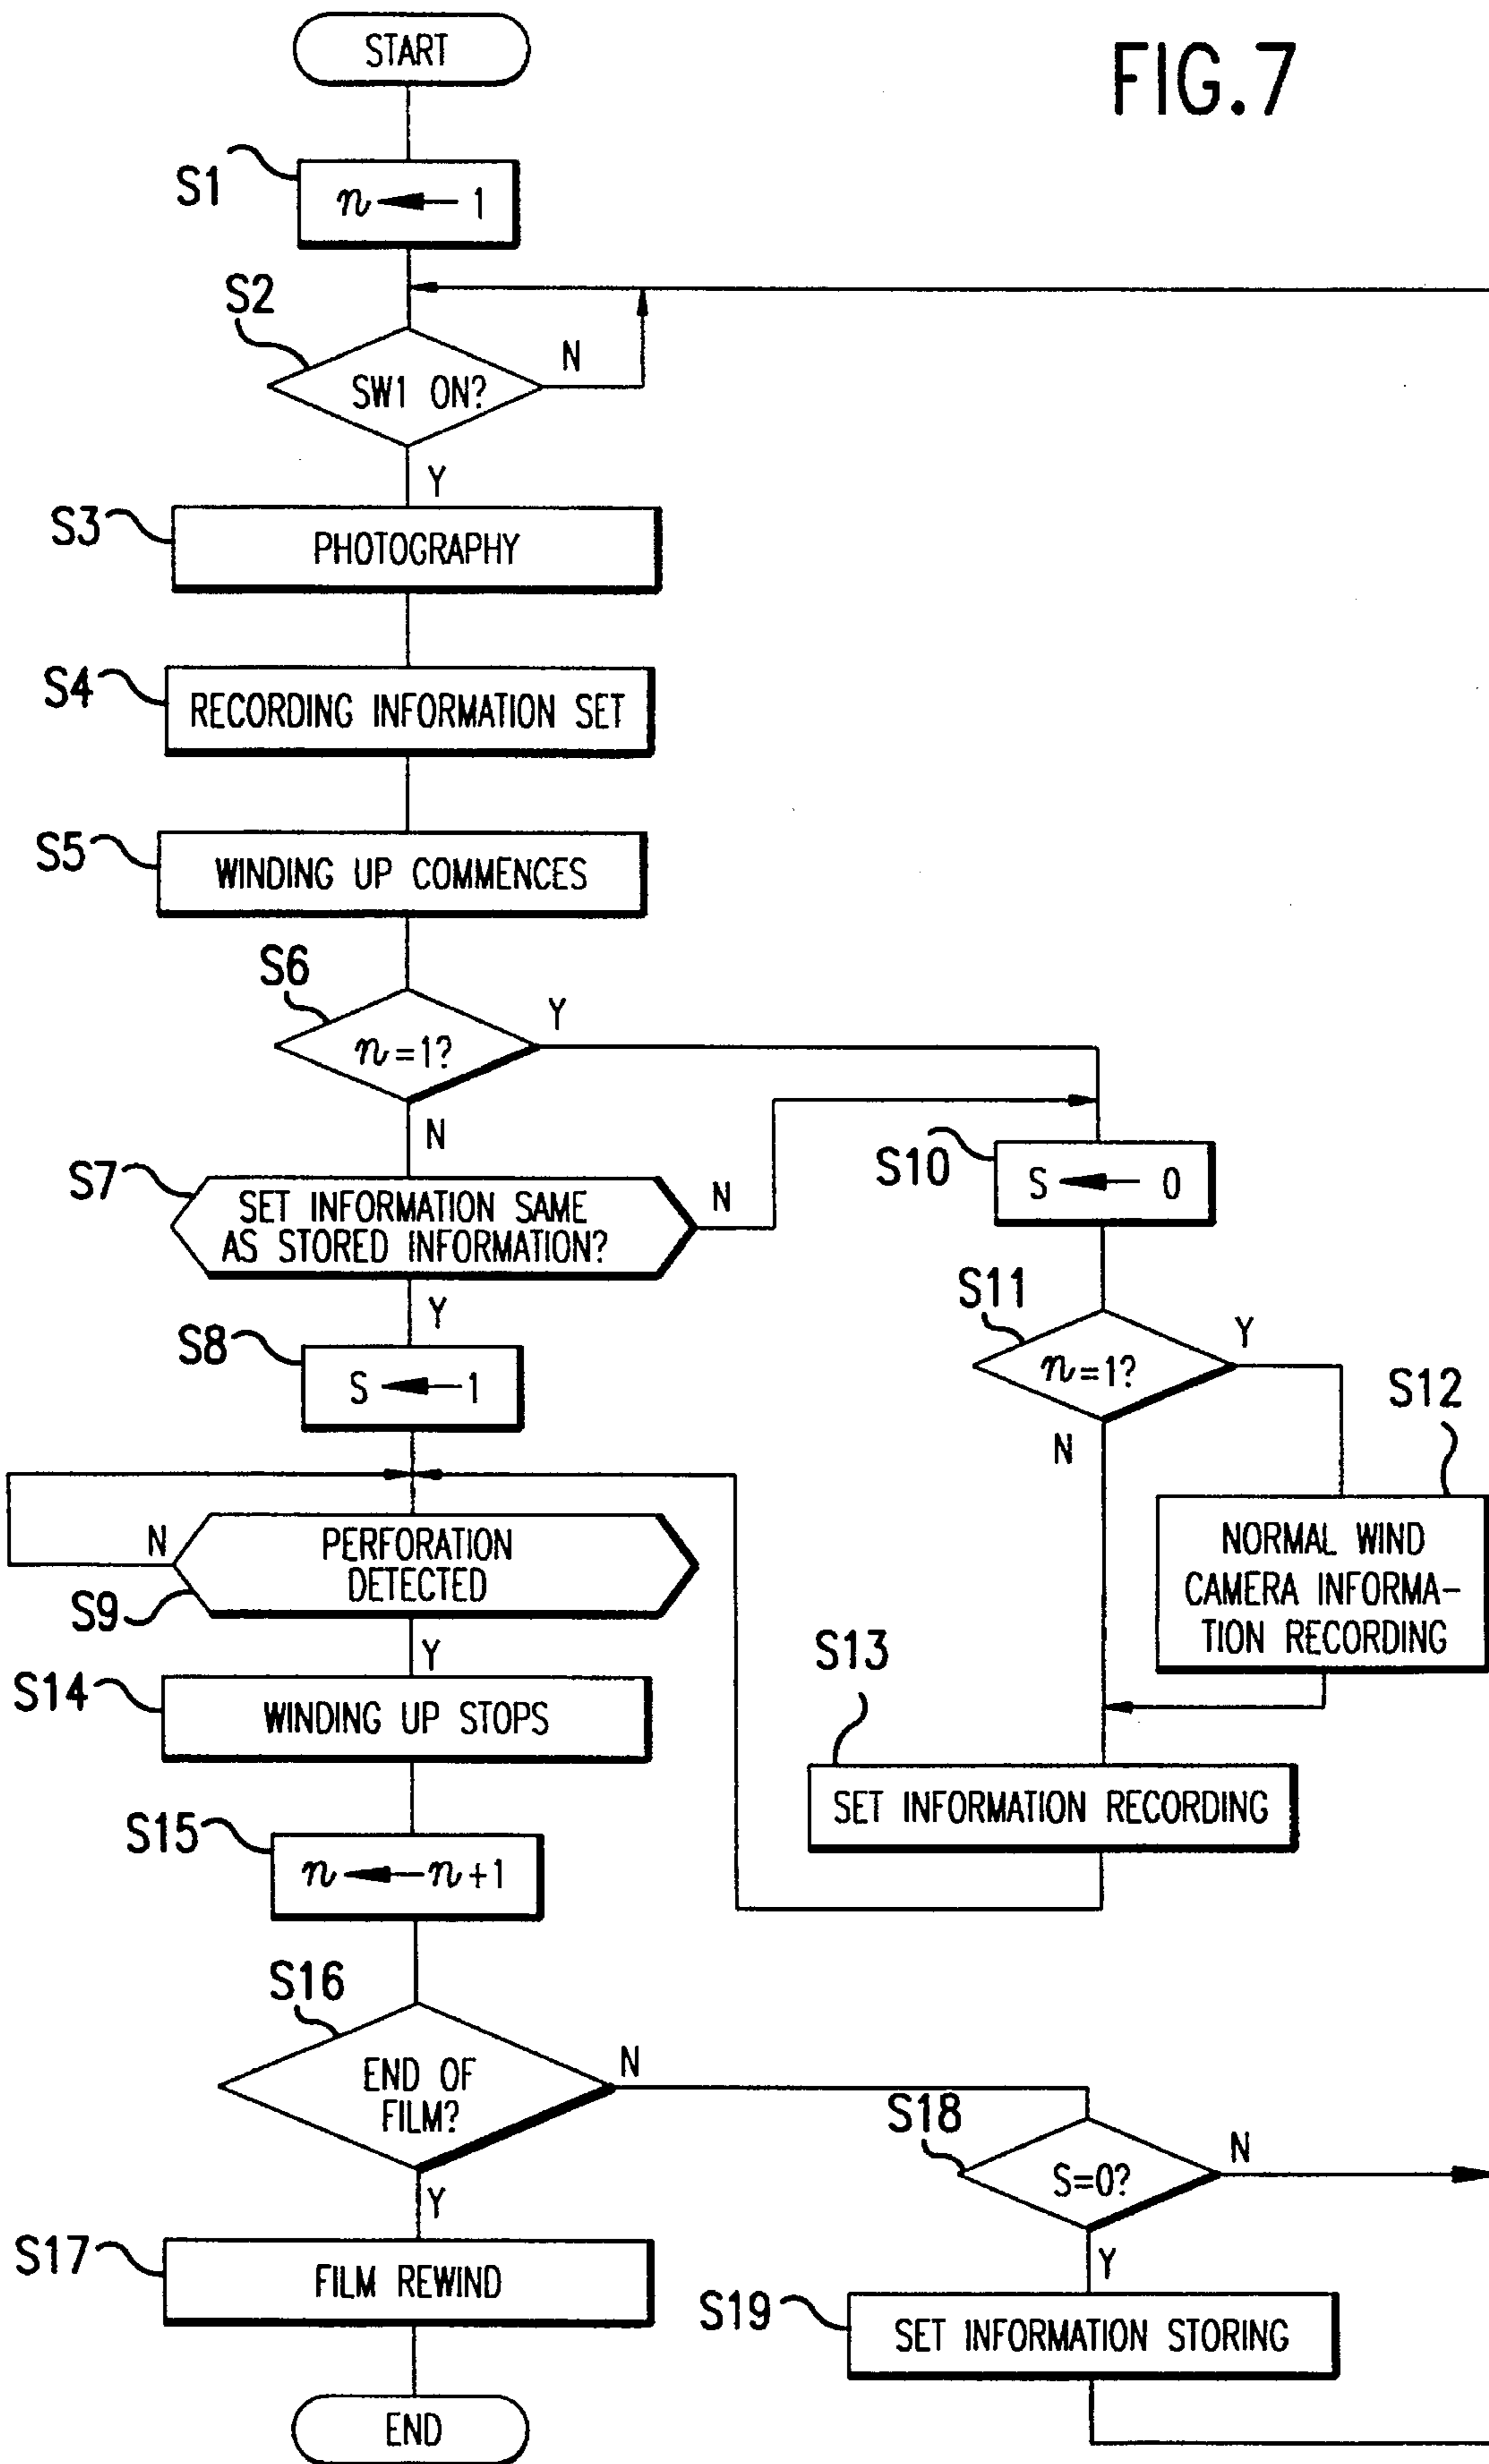 FIG.7
START
S1
n ← 1
S2
SW1 ON?
N
Y
S3
PHOTOGRAPHY
S4
RECORDING INFORMATION SET
S5
WINDING UP COMMENCES
S6
n=1?
Y
N
S7
SET INFORMATION SAME
AS STORED INFORMATION?
N
Y
S8
S ← 1
S9
PERFORATION
DETECTED
N
Y
S10
S ← 0
S11
n=1?
Y
N
S12
NORMAL WIND
CAMERA INFORMA-
TION RECORDING
S13
SET INFORMATION RECORDING
S14
WINDING UP STOPS
S15
n ← n+1
S16
END OF
FILM?
N
Y
S17
FILM REWIND
S18
S=0?
N
Y
S19
SET INFORMATION STORING
END